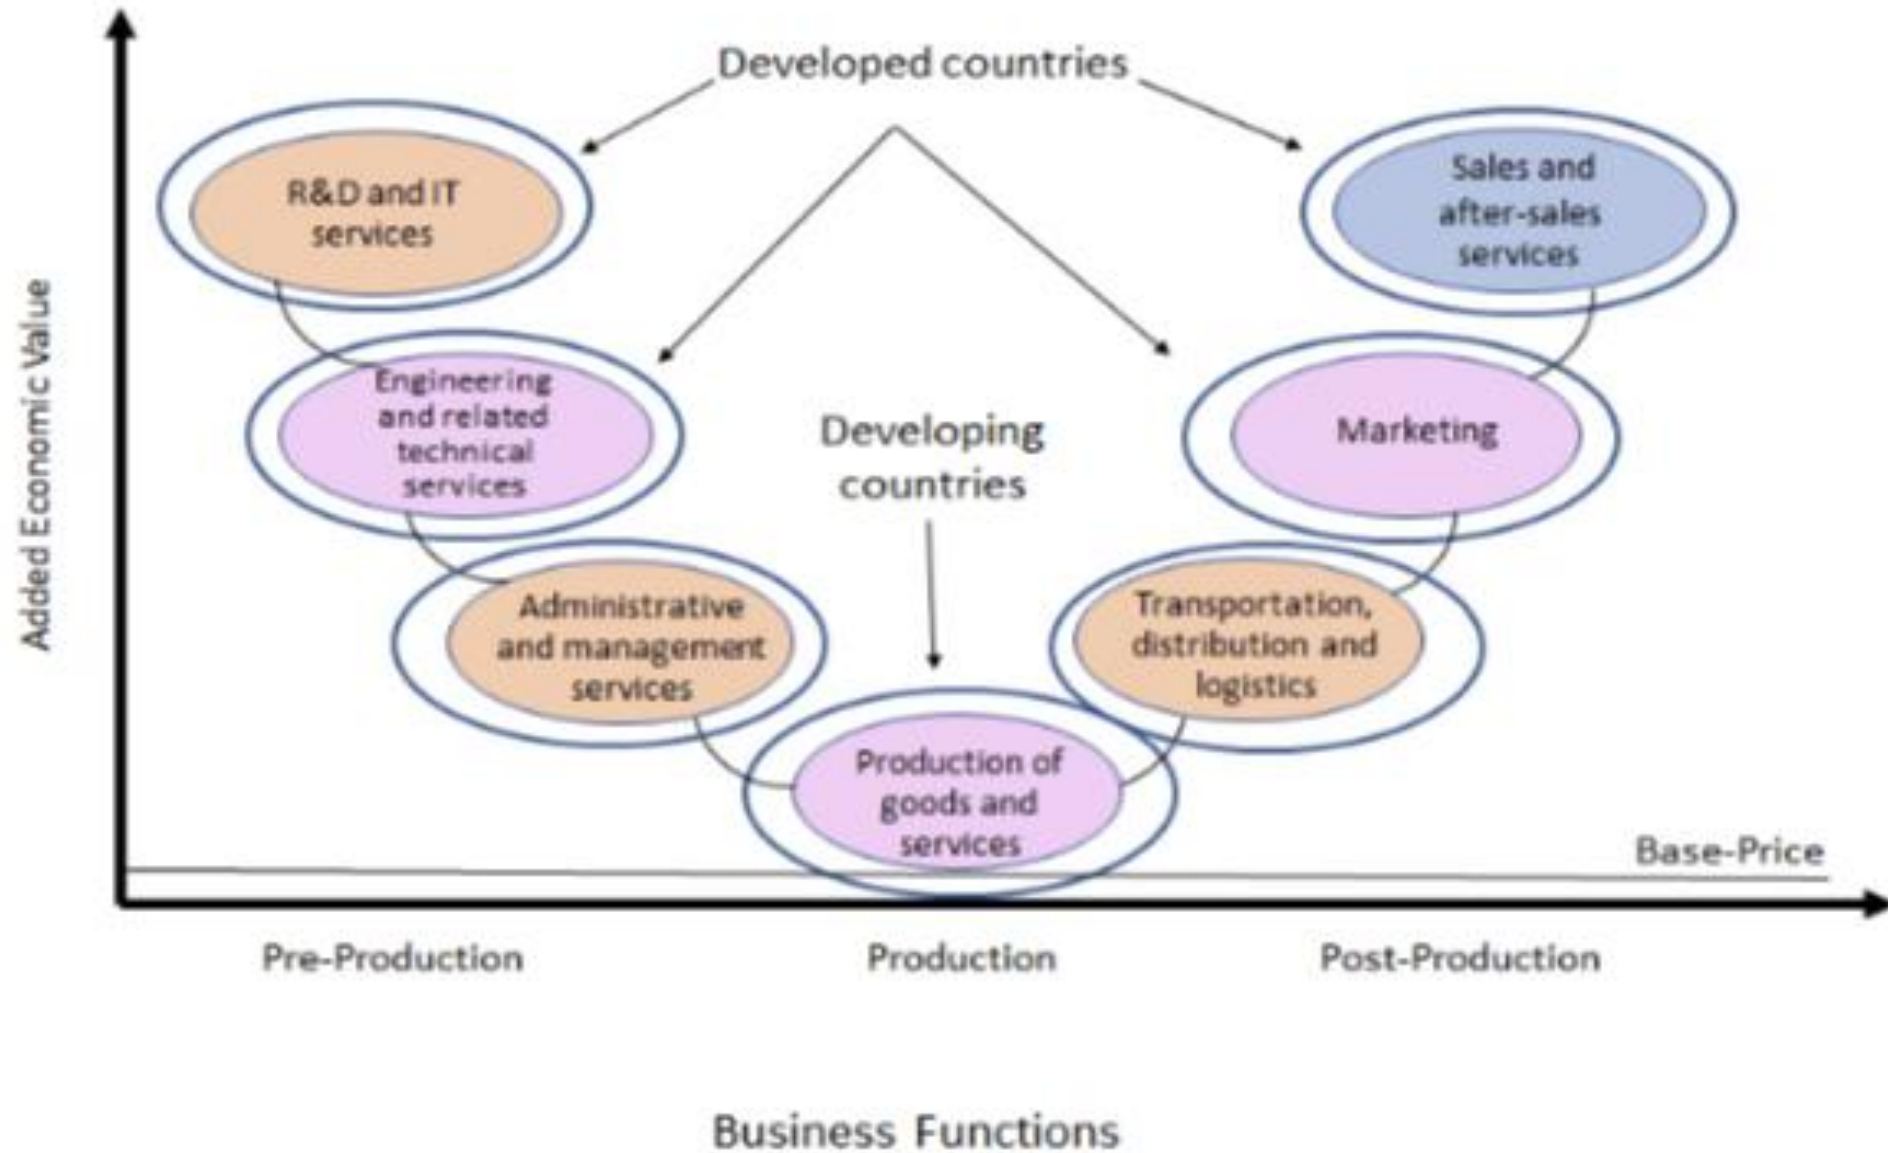 Developed countries
R&D and IT
services
Sales and
after-sales
services
Engineering
and related
technical
services
Developing
countries
Marketing
Administrative
and management
services
Transportation,
distribution and
logistics
Production of
goods and
services
Added Economic Value
Base-Price
Pre-Production
Production
Post-Production
Business Functions